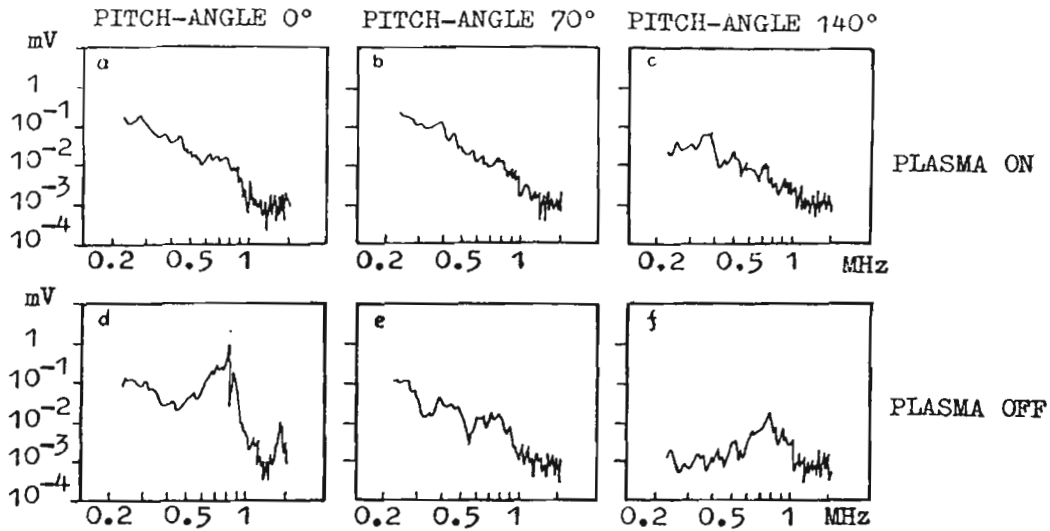 PITCH-ANGLE 0° PITCH-ANGLE 70° PITCH-ANGLE 140°
mV
a b c
1
10⁻¹
10⁻²
10⁻³
10⁻⁴
PLASMA ON
0.2 0.5 1 0.2 0.5 1 0.2 0.5 1 MHz
mV
d e f
1
10⁻¹
10⁻²
10⁻³
10⁻⁴
PLASMA OFF
0.2 0.5 1 0.2 0.5 1 0.2 0.5 1 MHz